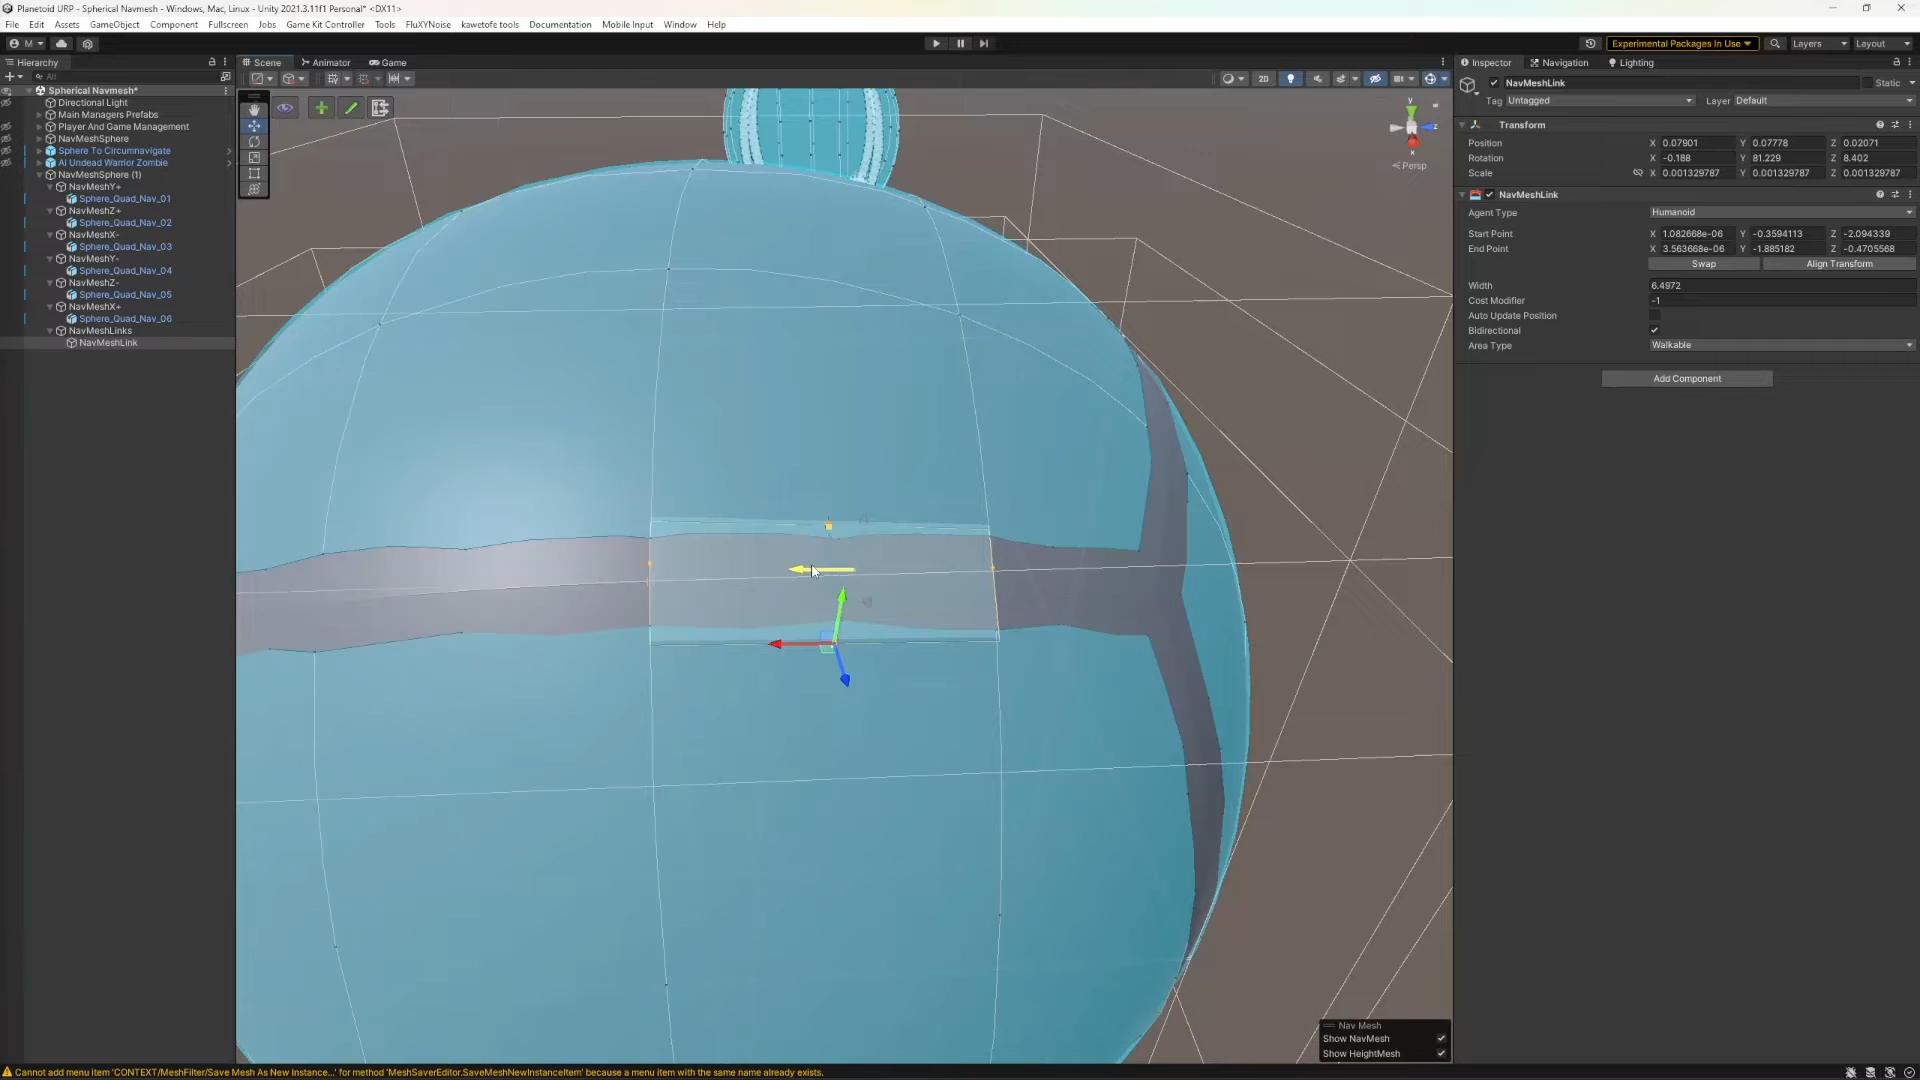 Planetoid URP - Spherical Navmesh - Windows, Mac, Linux - Unity 2021.3.11f1 Personal* <DX11>
File Edit Assets GameObject Component Fullscreen Jobs Game Kit Controller Tools FluXYNoise kawetofe tools Documentation Mobile Input Window Help
M Experimental Packages In Use Layers Layout
Hierarchy Scene Animator Game Inspector Navigation Lighting
All 2D
Spherical Navmesh*
Directional Light
Main Managers Prefabs
Player And Game Management
NavMeshSphere
Sphere To Circumnavigate
AI Undead Warrior Zombie
NavMeshSphere (1)
NavMeshY+
Sphere_Quad_Nav_01
NavMeshZ+
Sphere_Quad_Nav_02
NavMeshX-
Sphere_Quad_Nav_03
NavMeshY-
Sphere_Quad_Nav_04
NavMeshZ-
Sphere_Quad_Nav_05
NavMeshX+
Sphere_Quad_Nav_06
NavMeshLinks
NavMeshLink
y
z
x
Persp
NavMeshLink Static
Tag Untagged Layer Default
Transform
Position X 0.07901 Y 0.07778 Z 0.02071
Rotation X -0.188 Y 81.229 Z 8.402
Scale X 0.001329787 Y 0.001329787 Z 0.001329787
NavMeshLink
Agent Type Humanoid
Start Point X 1.082668e-06 Y -0.3594113 Z -2.094339
End Point X 3.563668e-06 Y -1.885182 Z -0.4705568
Swap Align Transform
Width 6.4972
Cost Modifier -1
Auto Update Position
Bidirectional
Area Type Walkable
Add Component
Nav Mesh
Show NavMesh
Show HeightMesh
Cannot add menu item 'CONTEXT/MeshFilter/Save Mesh As New Instance...' for method 'MeshSaverEditor.SaveMeshNewInstanceItem' because a menu item with the same name already exists.